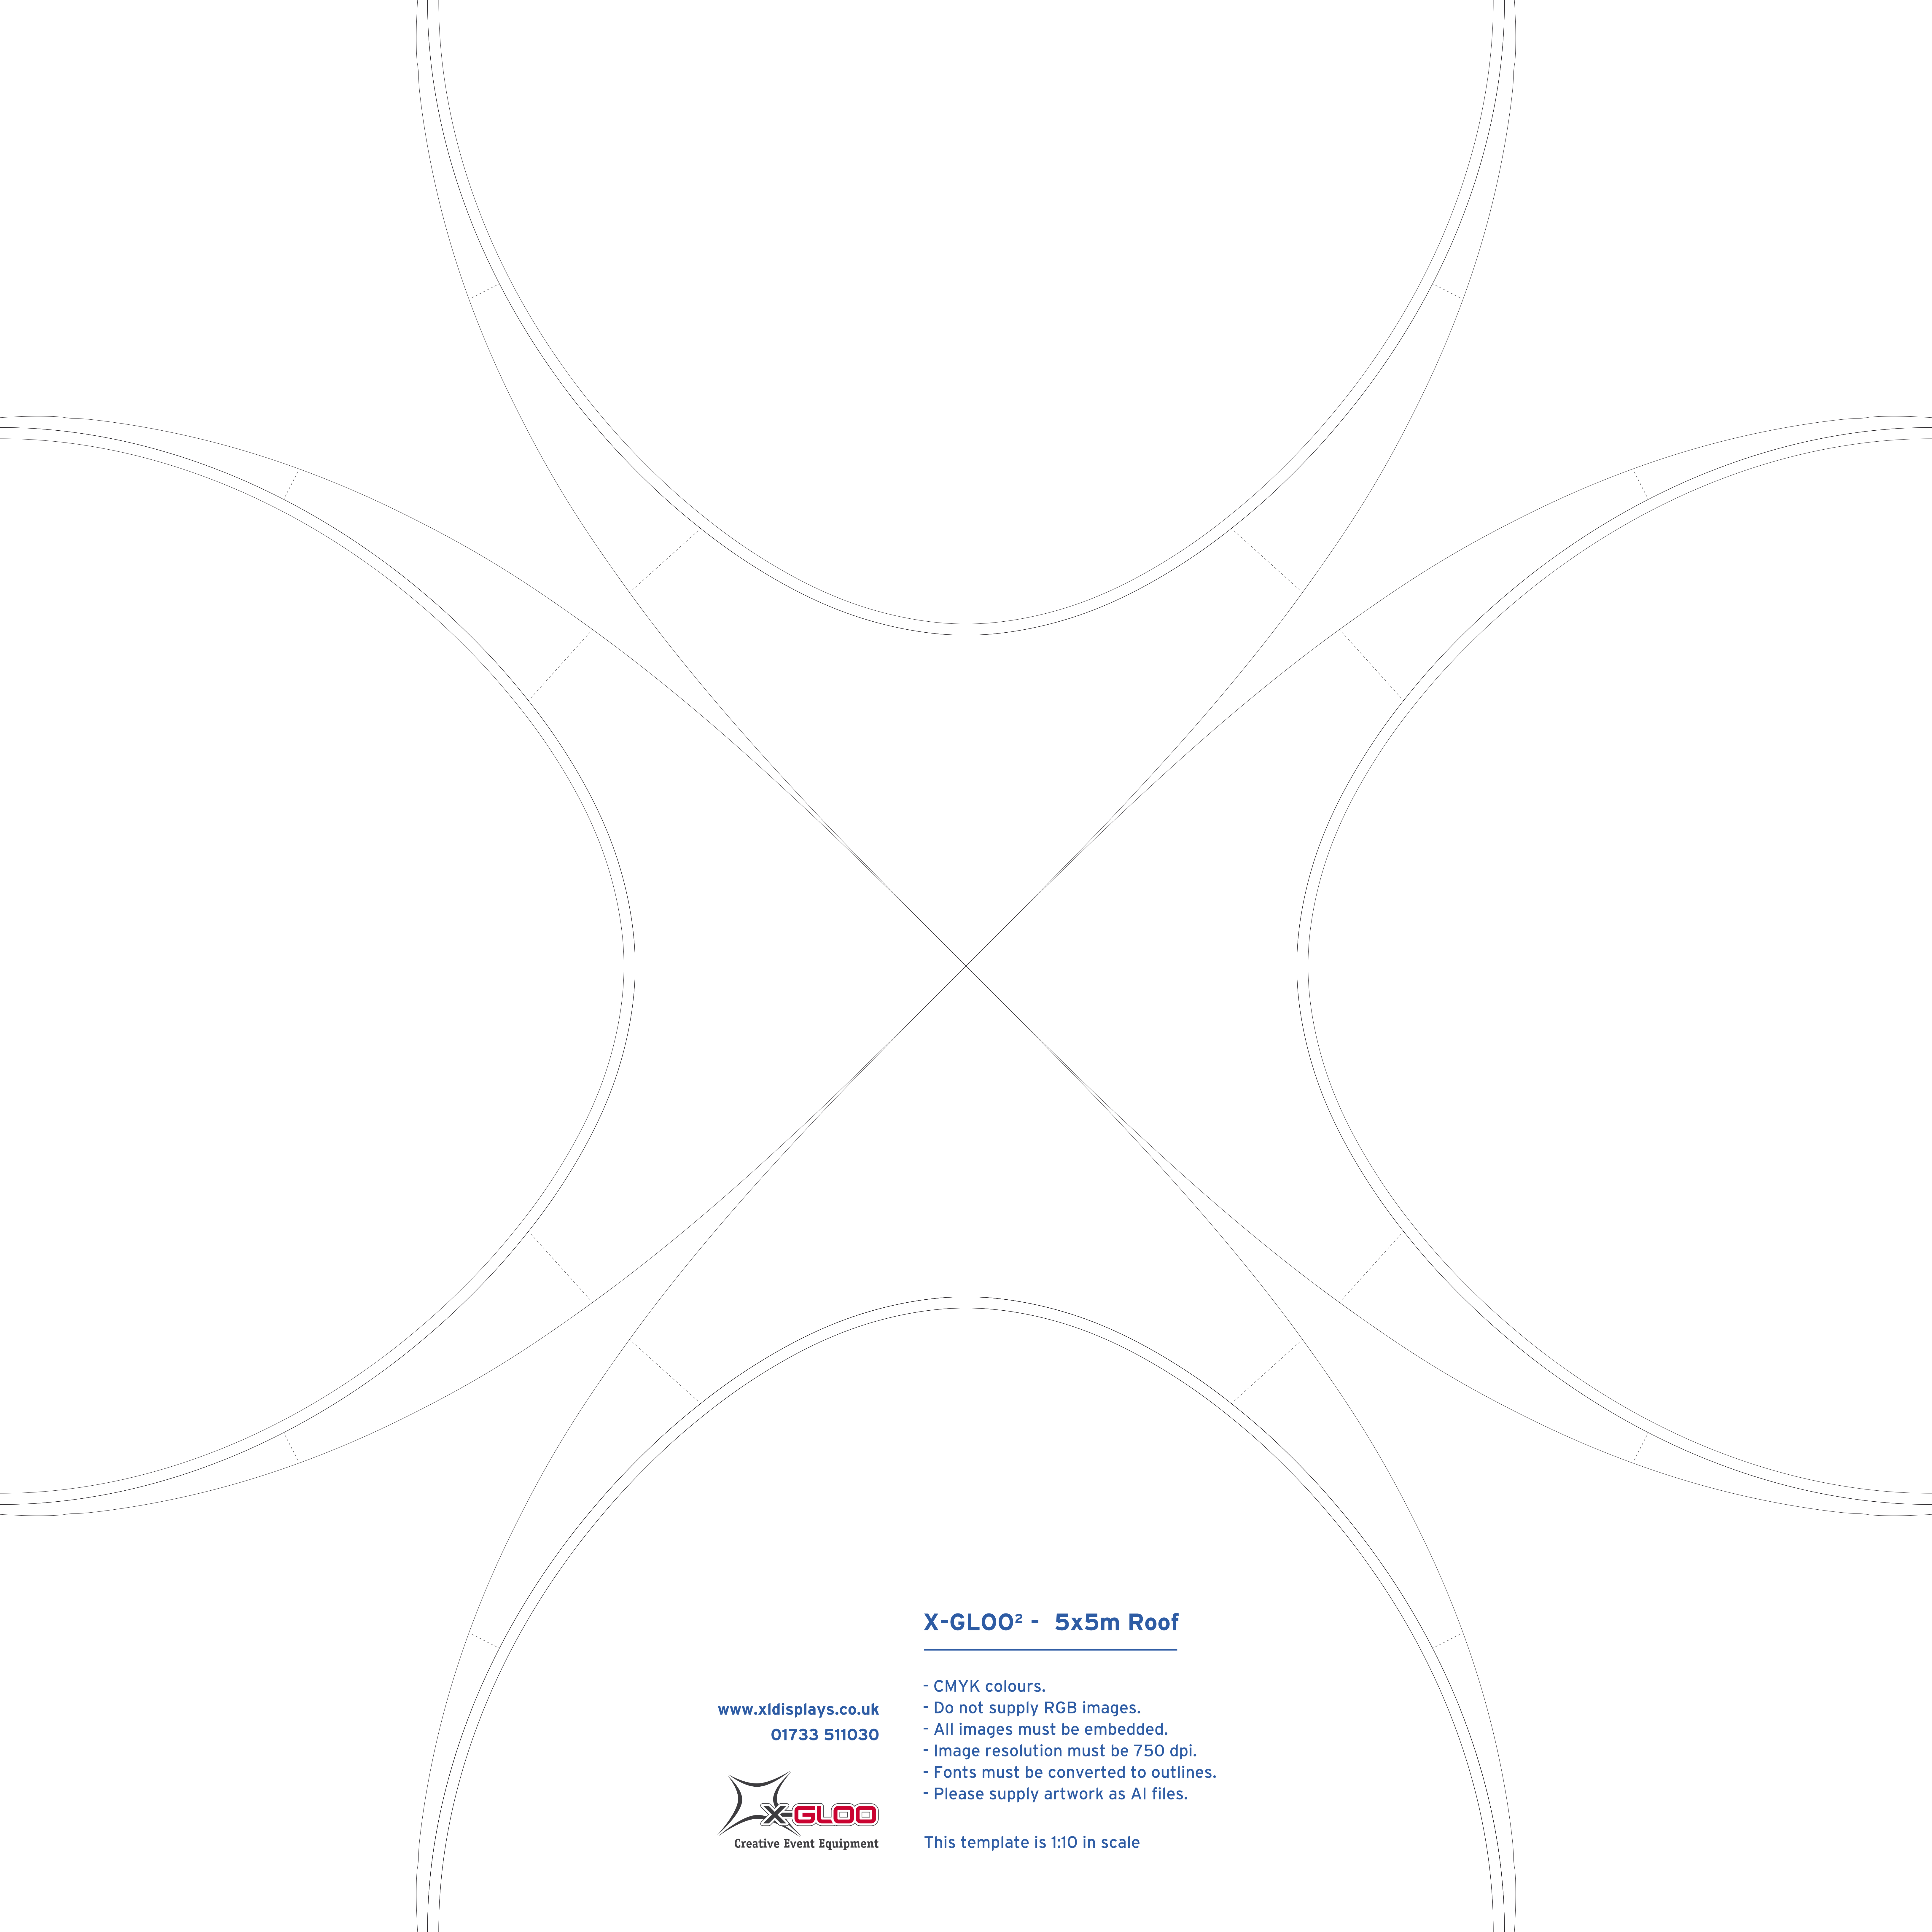 X-GLOO² - 5x5m Roof
- CMYK colours.
- Do not supply RGB images.
- All images must be embedded.
- Image resolution must be 750 dpi.
- Fonts must be converted to outlines.
- Please supply artwork as AI files.
This template is 1:10 in scale
www.xldisplays.co.uk
01733 511030
X-GLOO
Creative Event Equipment